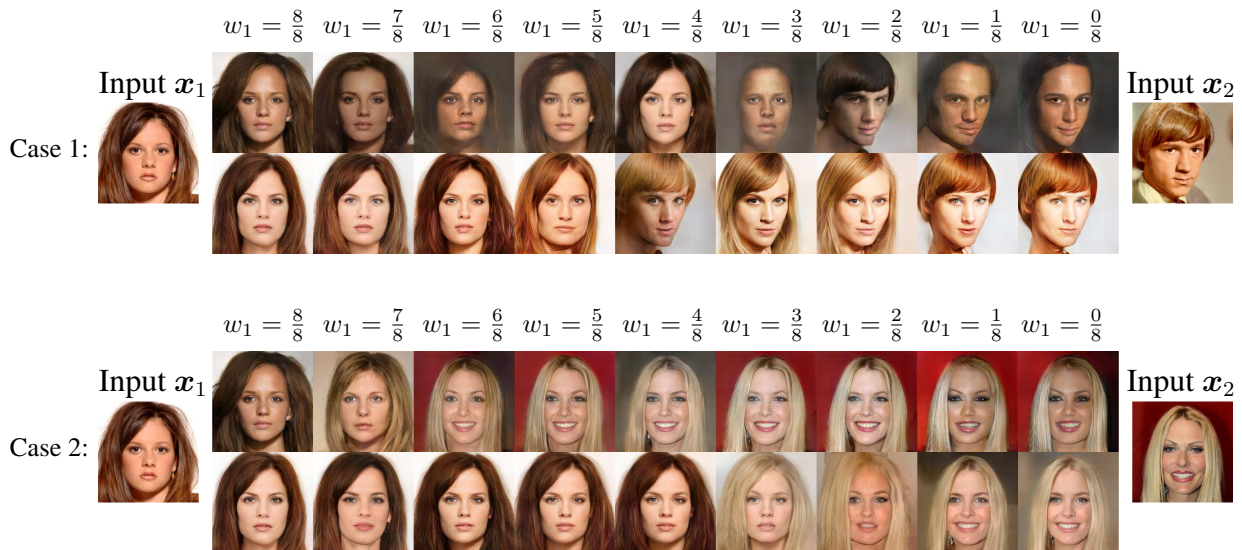 w₁ = 8/8 w₁ = 7/8 w₁ = 6/8 w₁ = 5/8 w₁ = 4/8 w₁ = 3/8 w₁ = 2/8 w₁ = 1/8 w₁ = 0/8
Input x₁ Input x₂
Case 1:
w₁ = 8/8 w₁ = 7/8 w₁ = 6/8 w₁ = 5/8 w₁ = 4/8 w₁ = 3/8 w₁ = 2/8 w₁ = 1/8 w₁ = 0/8
Input x₁ Input x₂
Case 2: